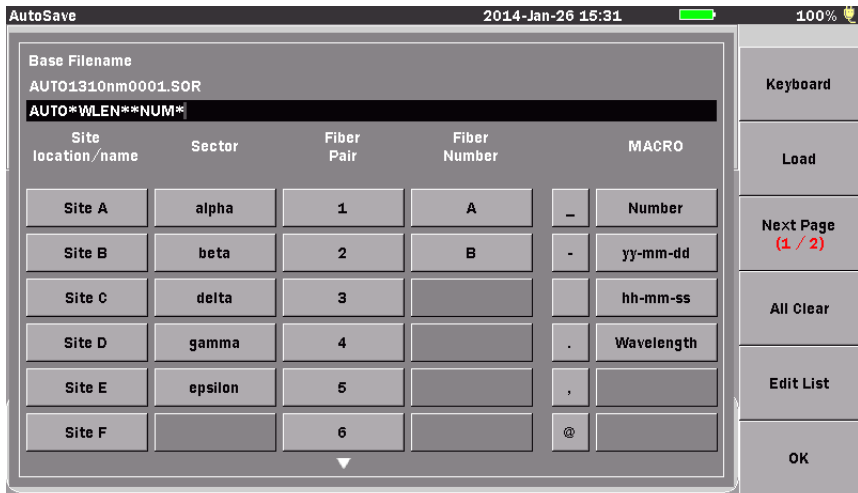 AutoSave 2014-Jan-26 15:31 100%
Base Filename
AUTO1310nm0001.SOR
AUTO*WLEN**NUM*
Site location/name Sector Fiber Pair Fiber Number MACRO
Site A alpha 1 A _ Number
Site B beta 2 B - yy-mm-dd
Site C delta 3 hh-mm-ss
Site D gamma 4 . Wavelength
Site E epsilon 5 ,
Site F 6 @
Keyboard
Load
Next Page
(1 / 2)
All Clear
Edit List
OK